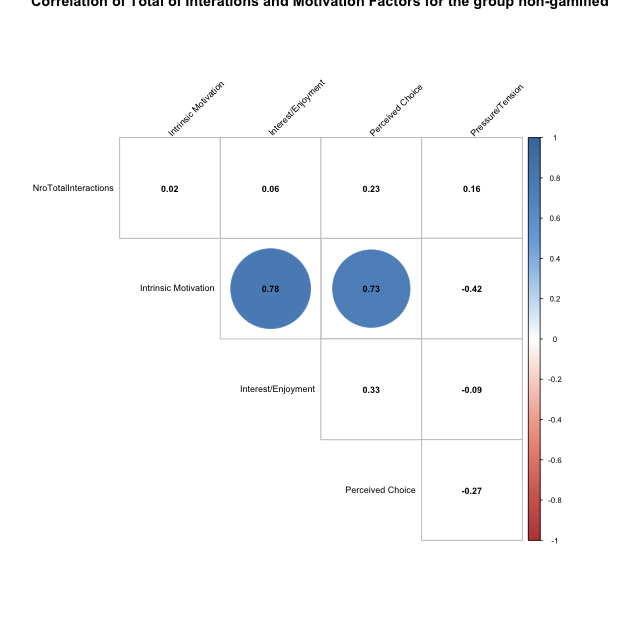 Correlation of Total of Interations and Motivation Factors for the group non-gamified
Intrinsic Motivation
Interest/Enjoyment
Perceived Choice
Pressure/Tension
NroTotalInteractions 0.02 0.06 0.23 0.16
Intrinsic Motivation 0.78 0.73 -0.42
Interest/Enjoyment 0.33 -0.09
Perceived Choice -0.27
1
0.8
0.6
0.4
0.2
0
-0.2
-0.4
-0.6
-0.8
-1